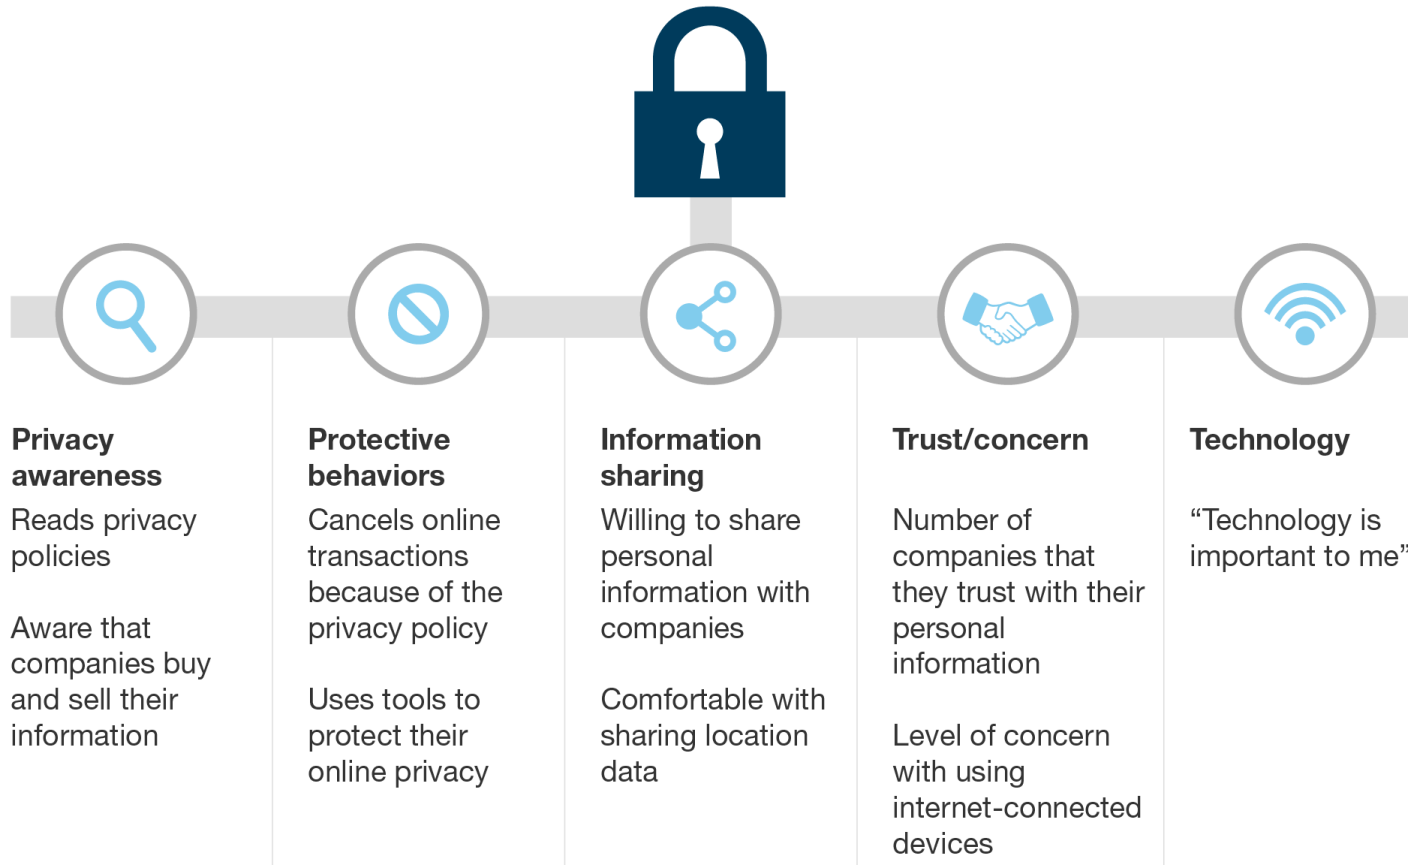 Privacy
awareness
Reads privacy
policies
Aware that
companies buy
and sell their
information
Protective
behaviors
Cancels online
transactions
because of the
privacy policy
Uses tools to
protect their
online privacy
Information
sharing
Willing to share
personal
information with
companies
Comfortable with
sharing location
data
Trust/concern
Number of
companies that
they trust with their
personal
information
Level of concern
with using
internet-connected
devices
Technology
“Technology is
important to me”